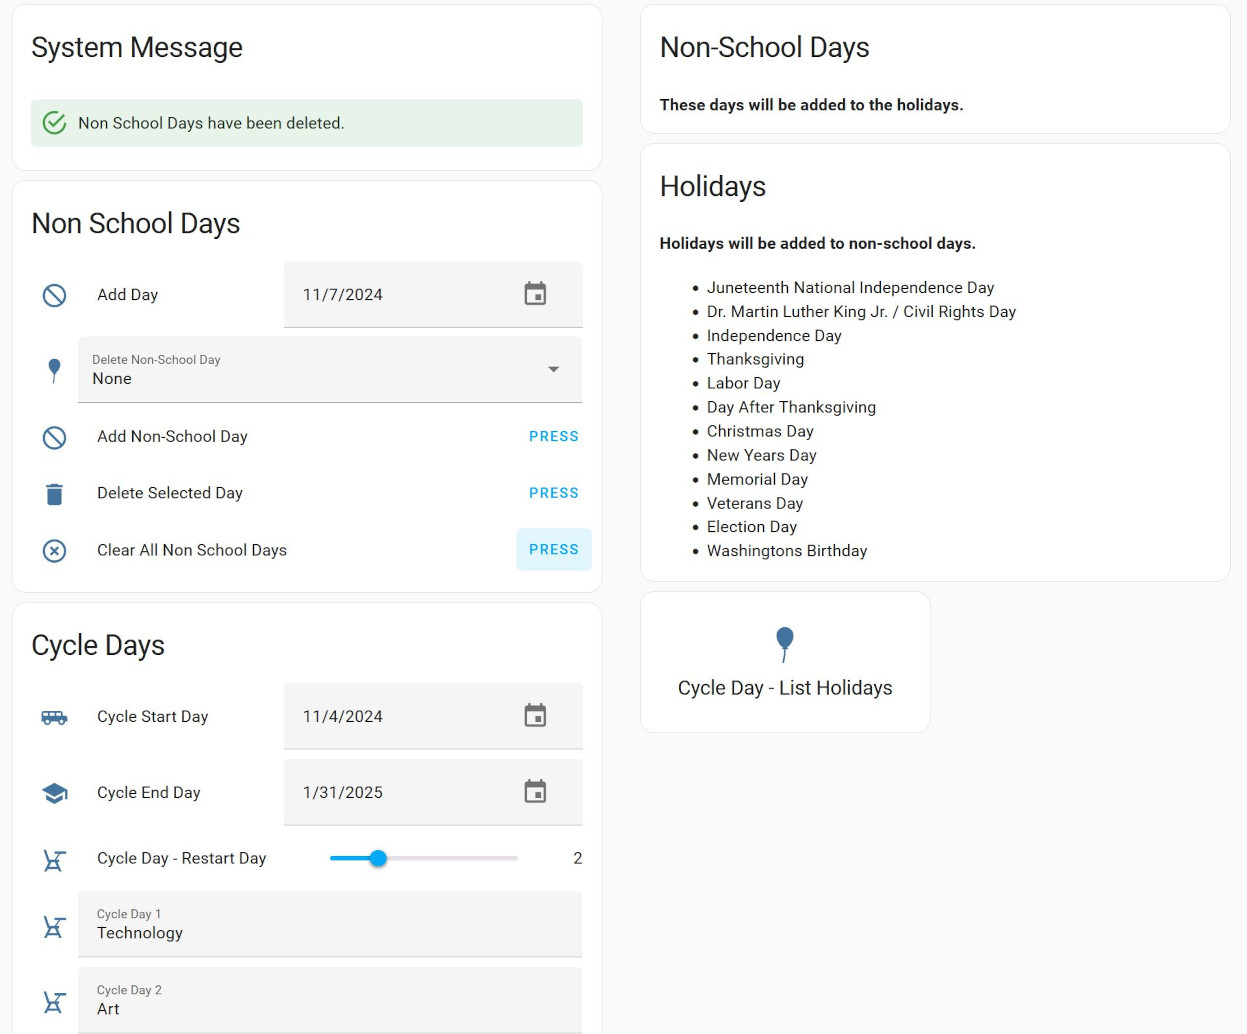 System Message
Non School Days have been deleted.
Non School Days
Add Day
11/7/2024
Delete Non-School Day
None
Add Non-School Day
PRESS
Delete Selected Day
PRESS
Clear All Non School Days
PRESS
Cycle Days
Cycle Start Day
11/4/2024
Cycle End Day
1/31/2025
Cycle Day - Restart Day
2
Cycle Day 1
Technology
Cycle Day 2
Art
Non-School Days
These days will be added to the holidays.
Holidays
Holidays will be added to non-school days.
Juneteenth National Independence Day
Dr. Martin Luther King Jr. / Civil Rights Day
Independence Day
Thanksgiving
Labor Day
Day After Thanksgiving
Christmas Day
New Years Day
Memorial Day
Veterans Day
Election Day
Washingtons Birthday
Cycle Day - List Holidays